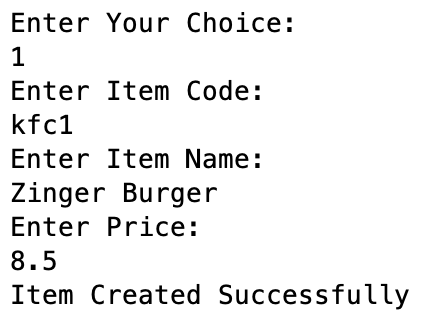 Enter Your Choice:
1
Enter Item Code:
kfc1
Enter Item Name:
Zinger Burger
Enter Price:
8.5
Item Created Successfully